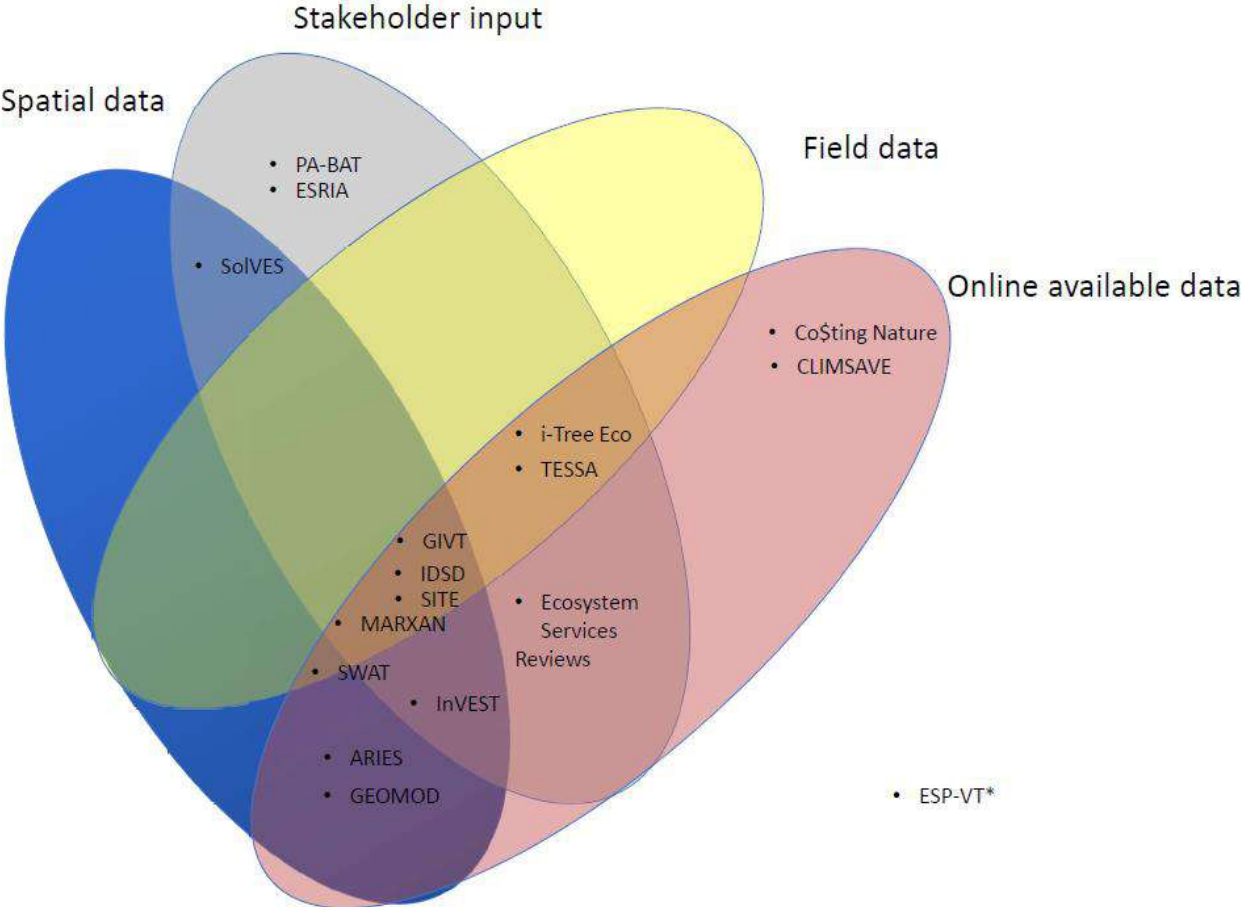 Stakeholder input
Spatial data
Field data
• PA-BAT
• ESRIA
• SolVES
Online available data
• Co$ting Nature
• CLIMSAVE
• i-Tree Eco
• TESSA
• GIVT
• IDSD
• SITE
• MARXAN
• Ecosystem
Services
Reviews
• SWAT
• InVEST
• ARIES
• GEOMOD
• ESP-VT*